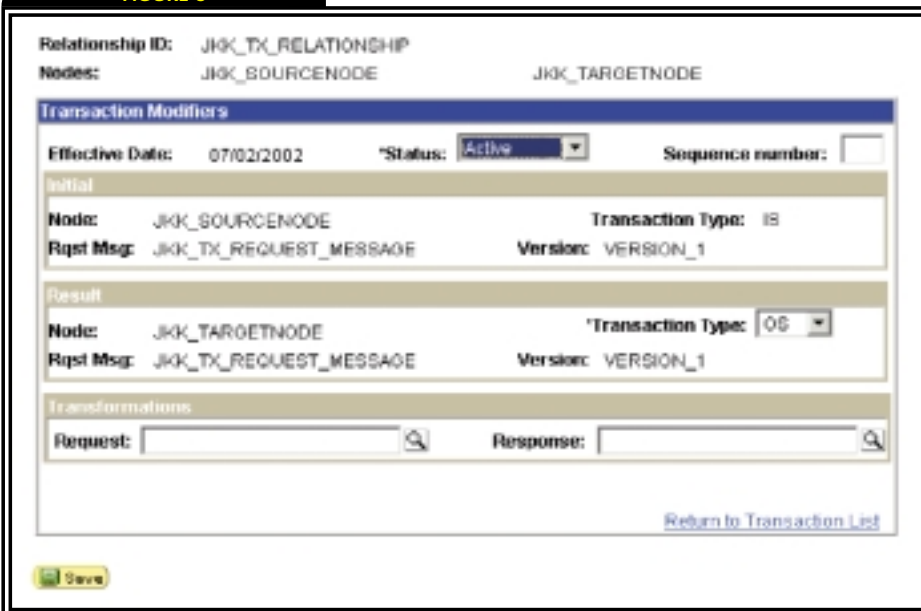 Relationship ID: JKK_TX_RELATIONSHIP
Nodes: JKK_SOURCENODE JKK_TARGETNODE
Transaction Modifiers
Effective Date: 07/02/2002 *Status: Active Sequence number:
Initial
Node: JKK_SOURCENODE Transaction Type: IS
Rqst Msg: JKK_TX_REQUEST_MESSAGE Version: VERSION_1
Result
Node: JKK_TARGETNODE *Transaction Type: OS
Rqst Msg: JKK_TX_REQUEST_MESSAGE Version: VERSION_1
Transformations
Request: Response:
Return to Transaction List
Save